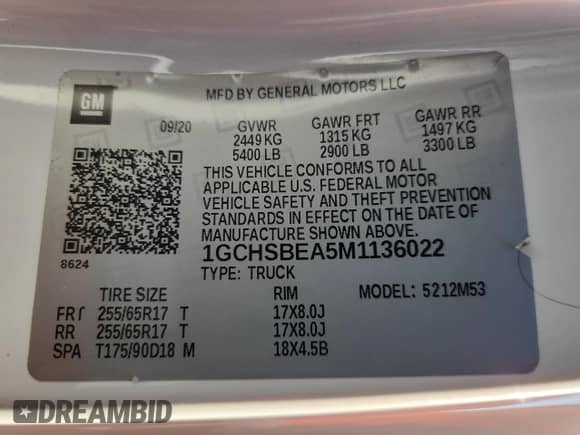 GM
MFD BY GENERAL MOTORS LLC
09/20 GVWR GAWR FRT GAWR RR
2449 KG 1315 KG 1497 KG
5400 LB 2900 LB 3300 LB
THIS VEHICLE CONFORMS TO ALL
APPLICABLE U.S. FEDERAL MOTOR
VEHICLE SAFETY AND THEFT PREVENTION
STANDARDS IN EFFECT ON THE DATE OF
MANUFACTURE SHOWN ABOVE.
8624
1GCHSBEA5M1136022
TYPE: TRUCK MODEL: 5212M53
TIRE SIZE RIM
FRT 255/65R17 T 17X8.0J
RR 255/65R17 T 17X8.0J
SPA T175/90D18 M 18X4.5B
DREAMBID